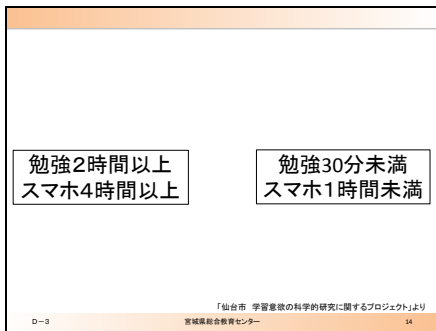 勉強2時間以上
スマホ4時間以上
勉強30分未満
スマホ1時間未満
「仙台市 学習意欲の科学的研究に関するプロジェクト」より
D－3 宮城県総合教育センター 14